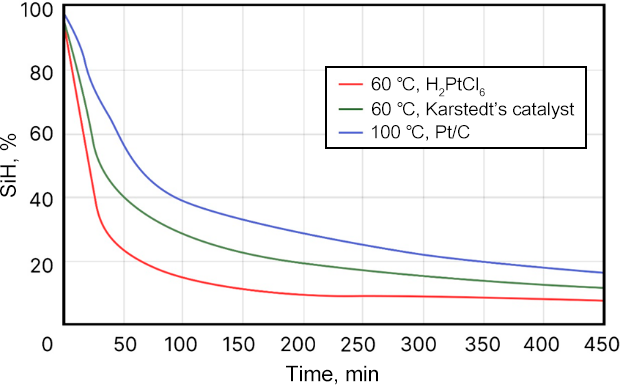 100
80
60
40
20
SiH, %
60 °C, H₂PtCl₆
60 °C, Karstedt’s catalyst
100 °C, Pt/C
0 50 100 150 200 250 300 350 400 450
Time, min